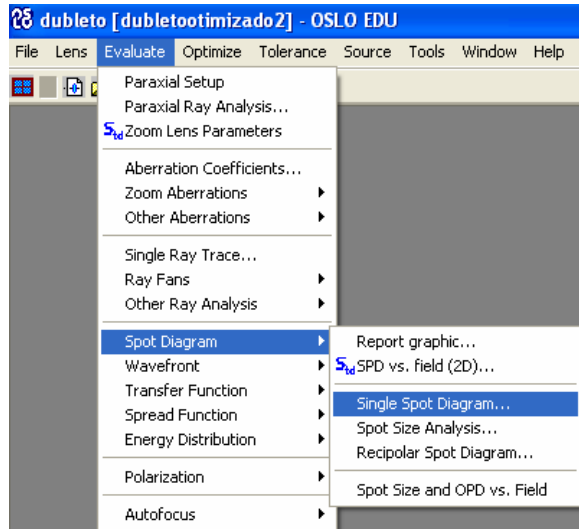 dubleto [dubletootimizado2] - OSLO EDU
File Lens Evaluate Optimize Tolerance Source Tools Window Help
Paraxial Setup
Paraxial Ray Analysis...
Std Zoom Lens Parameters
Aberration Coefficients...
Zoom Aberrations
Other Aberrations
Single Ray Trace...
Ray Fans
Other Ray Analysis
Spot Diagram
Wavefront
Transfer Function
Spread Function
Energy Distribution
Polarization
Autofocus
Report graphic...
Std SPD vs. field (2D)...
Single Spot Diagram...
Spot Size Analysis...
Recipolar Spot Diagram...
Spot Size and OPD vs. Field